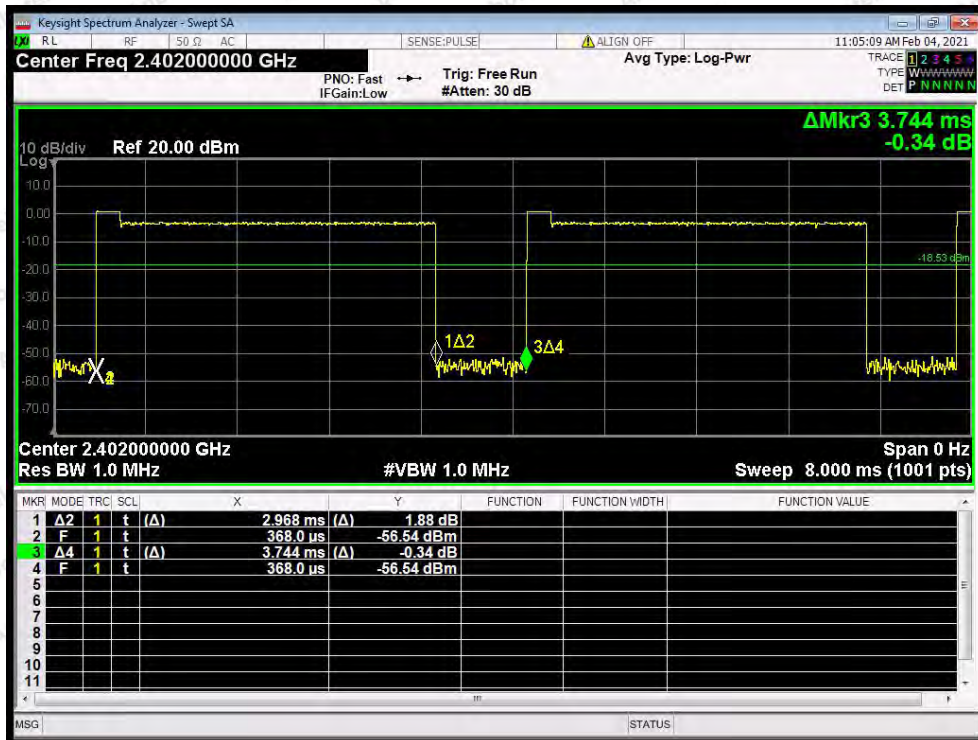 Keysight Spectrum Analyzer - Swept SA
LXI RL RF 50 Ω AC SENSE:PULSE ALIGN OFF 11:05:09 AM Feb 04, 2021
Center Freq 2.402000000 GHz Avg Type: Log-Pwr TRACE 1 2 3 4 5 6
PNO: Fast Trig: Free Run TYPE WWWWWW
IFGain:Low #Atten: 30 dB DET P N N N N N
ΔMkr3 3.744 ms
10 dB/div Ref 20.00 dBm -0.34 dB
Log
10.0
0.00
-10.0
-18.53 dBm
-20.0
-30.0
-40.0
1Δ2 3Δ4
-50.0
-60.0
-70.0
Center 2.402000000 GHz Span 0 Hz
Res BW 1.0 MHz #VBW 1.0 MHz Sweep 8.000 ms (1001 pts)
MKR MODE TRC SCL X Y FUNCTION FUNCTION WIDTH FUNCTION VALUE
1 Δ2 1 t (Δ) 2.968 ms (Δ) 1.88 dB
2 F 1 t 368.0 µs -56.54 dBm
3 Δ4 1 t (Δ) 3.744 ms (Δ) -0.34 dB
4 F 1 t 368.0 µs -56.54 dBm
5
6
7
8
9
10
11
MSG STATUS